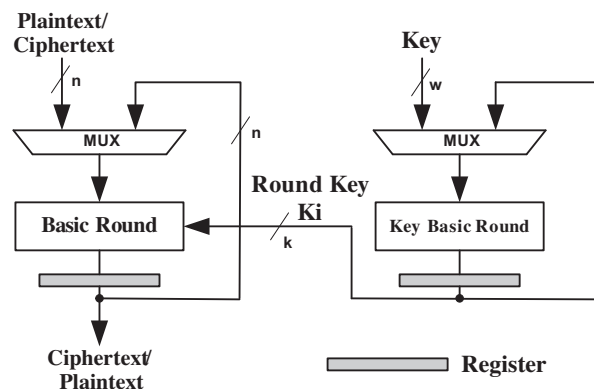 Plaintext/
Ciphertext
n
MUX
n
Basic Round
Ciphertext/
Plaintext
Key
w
MUX
Round Key
Ki
k
Key Basic Round
Register